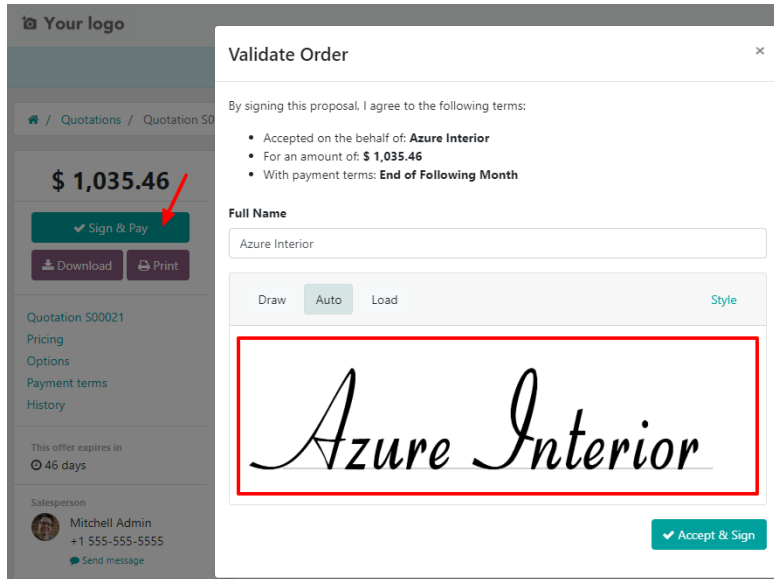 Your logo
Validate Order
×
By signing this proposal, I agree to the following terms:
• Accepted on the behalf of: Azure Interior
• For an amount of: $ 1,035.46
• With payment terms: End of Following Month
Full Name
Azure Interior
Draw Auto Load Style
Azure Interior
Accept & Sign
/ Quotations / Quotation S0
$ 1,035.46
Sign & Pay
Download Print
Quotation S00021
Pricing
Options
Payment terms
History
This offer expires in
46 days
Salesperson
Mitchell Admin
+1 555-555-5555
Send message